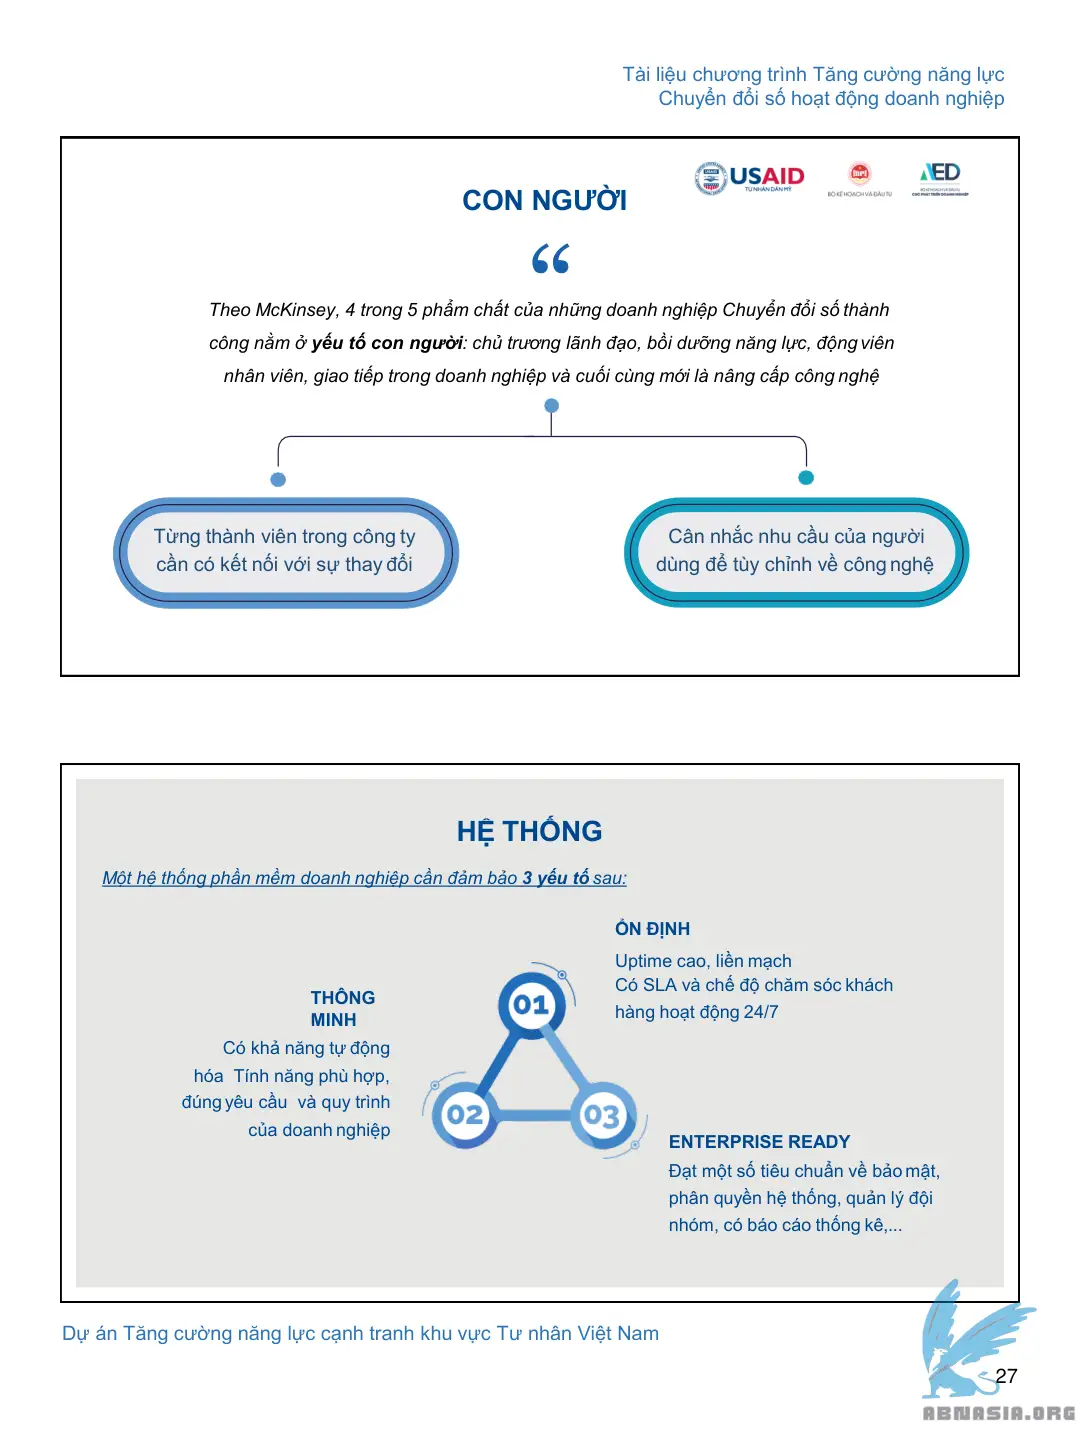 Tài liệu chương trình Tăng cường năng lực
Chuyển đổi số hoạt động doanh nghiệp
USAID
TỪ NHÂN DÂN MỸ
BỘ KẾ HOẠCH VÀ ĐẦU TƯ
AED
CỤC PHÁT TRIỂN DOANH NGHIỆP
CON NGƯỜI
“
Theo McKinsey, 4 trong 5 phẩm chất của những doanh nghiệp Chuyển đổi số thành
công nằm ở yếu tố con người: chủ trương lãnh đạo, bồi dưỡng năng lực, động viên
nhân viên, giao tiếp trong doanh nghiệp và cuối cùng mới là nâng cấp công nghệ
Từng thành viên trong công ty
cần có kết nối với sự thay đổi
Cân nhắc nhu cầu của người
dùng để tùy chỉnh về công nghệ
HỆ THỐNG
Một hệ thống phần mềm doanh nghiệp cần đảm bảo 3 yếu tố sau:
ỔN ĐỊNH
Uptime cao, liền mạch
Có SLA và chế độ chăm sóc khách
hàng hoạt động 24/7
01
THÔNG
MINH
Có khả năng tự động
hóa Tính năng phù hợp,
đúng yêu cầu và quy trình
của doanh nghiệp
02
03
ENTERPRISE READY
Đạt một số tiêu chuẩn về bảo mật,
phân quyền hệ thống, quản lý đội
nhóm, có báo cáo thống kê,...
Dự án Tăng cường năng lực cạnh tranh khu vực Tư nhân Việt Nam
27
ABNASIA.ORG